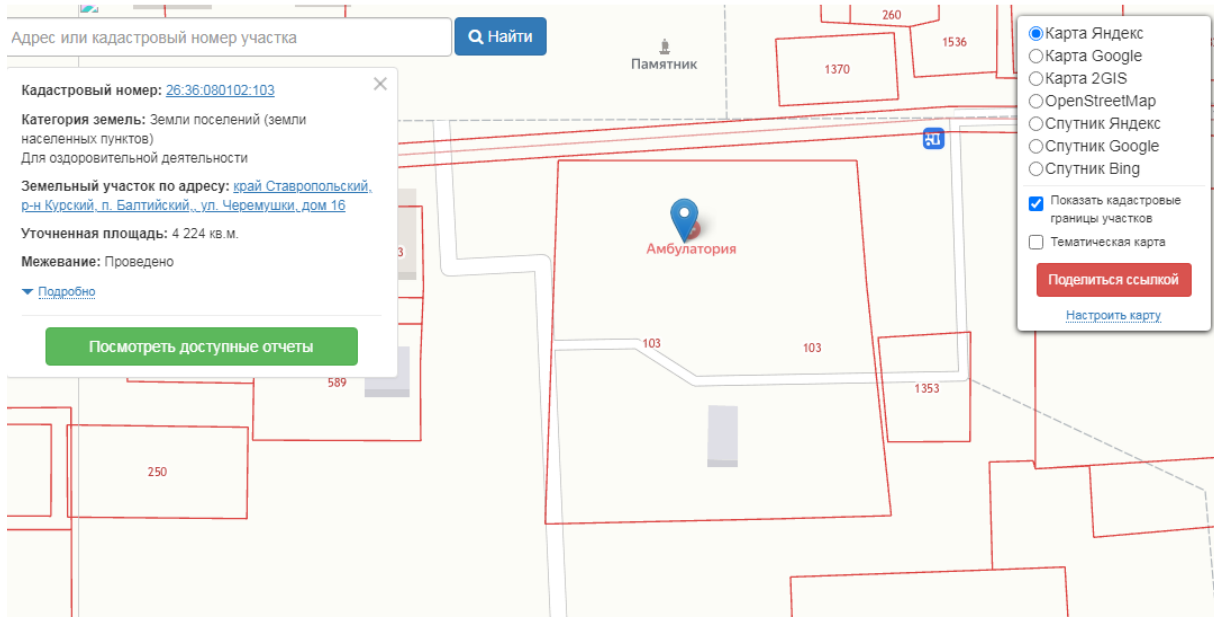 Адрес или кадастровый номер участка
Найти
Кадастровый номер: 26:36:080102:103
Категория земель: Земли поселений (земли
населенных пунктов)
Для оздоровительной деятельности
Земельный участок по адресу: край Ставропольский,
р-н Курский, п. Балтийский,, ул. Черемушки, дом 16
Уточненная площадь: 4 224 кв.м.
Межевание: Проведено
Подробно
Посмотреть доступные отчеты
Памятник
260
1536
1370
Амбулатория
3
103
103
1353
589
250
Карта Яндекс
Карта Google
Карта 2GIS
OpenStreetMap
Спутник Яндекс
Спутник Google
Спутник Bing
Показать кадастровые
границы участков
Тематическая карта
Поделиться ссылкой
Настроить карту